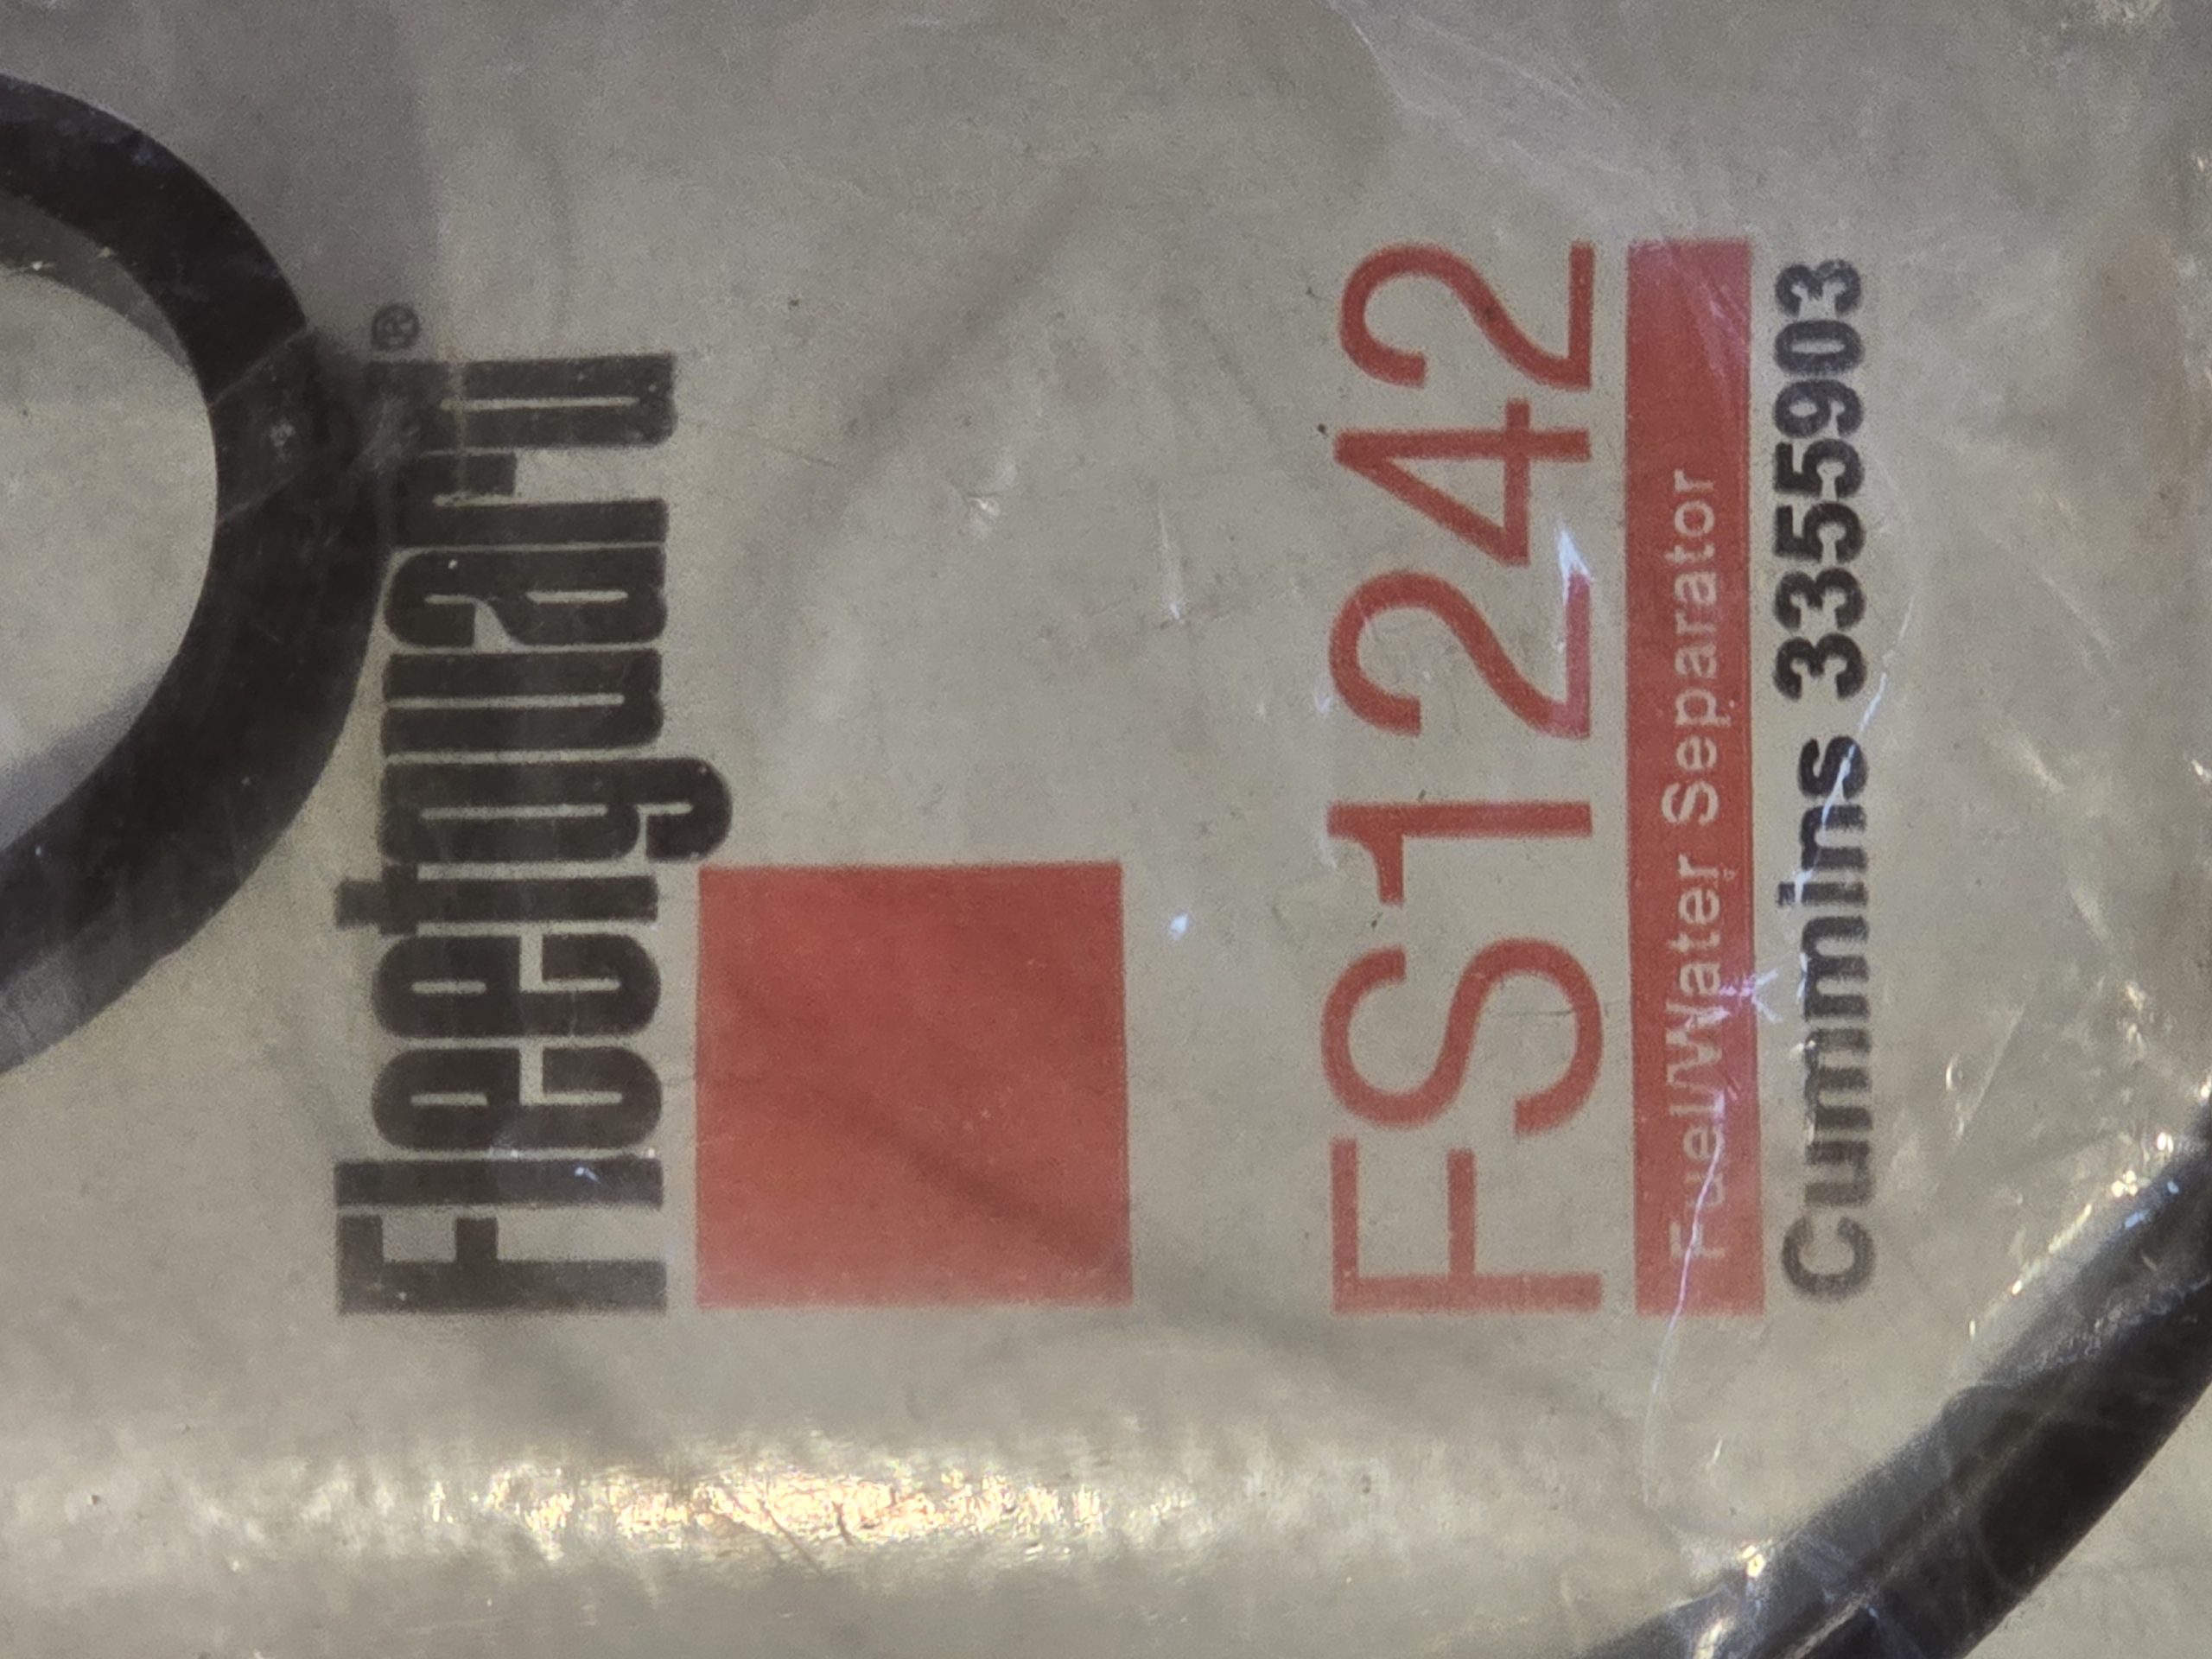 Fleetguard®
FS1242
Fuel/Water Separator
Cummins 3355903